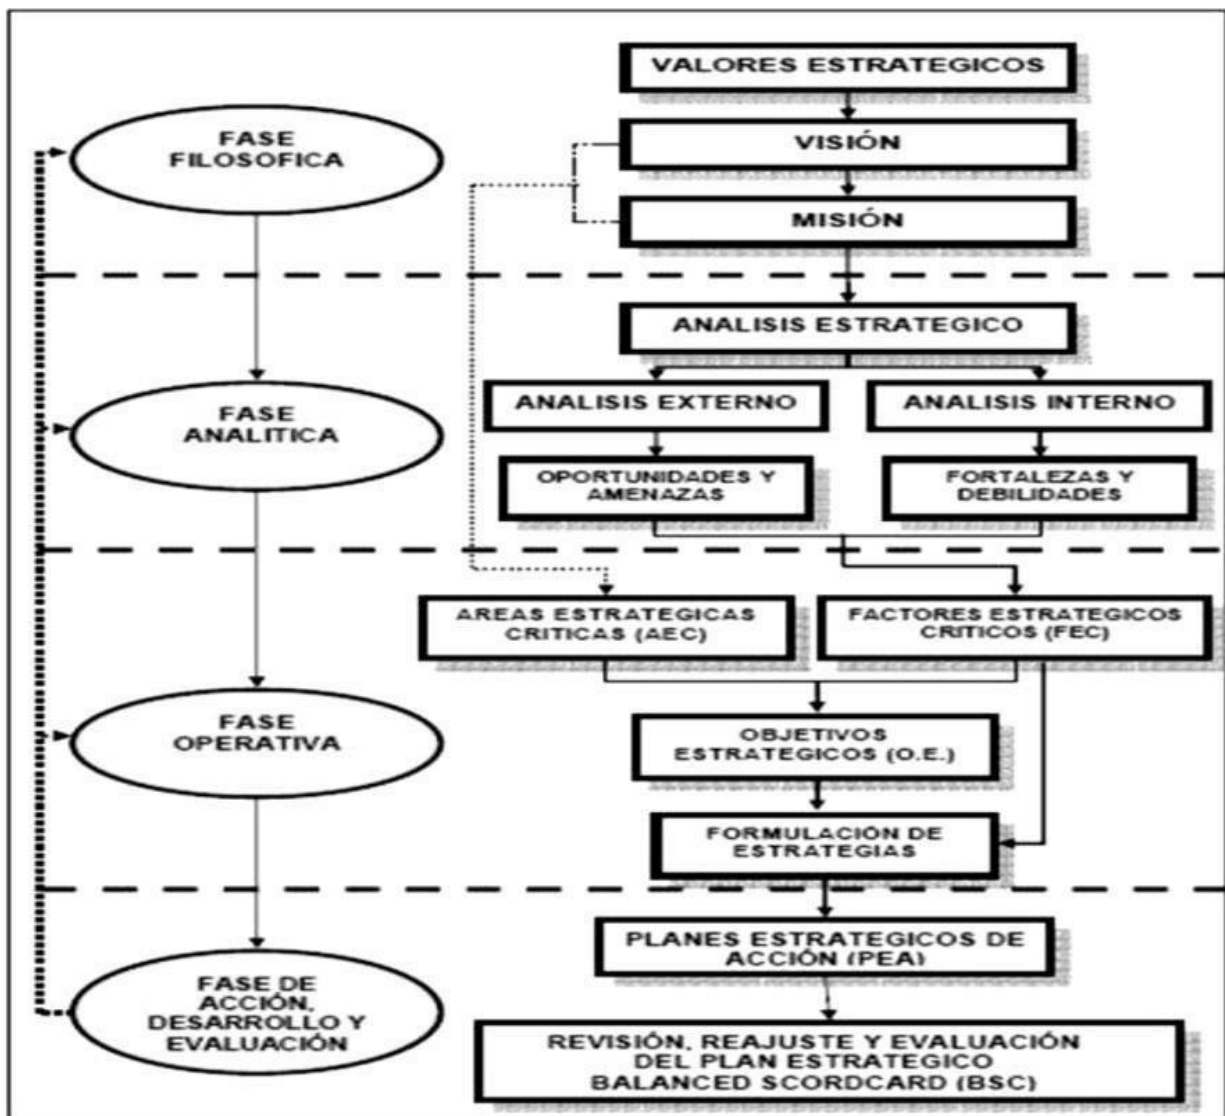 FASE
FILOSOFICA
VALORES ESTRATEGICOS
VISIÓN
MISIÓN
FASE
ANALITICA
ANALISIS ESTRATEGICO
ANALISIS EXTERNO
ANALISIS INTERNO
OPORTUNIDADES Y
AMENAZAS
FORTALEZAS Y
DEBILIDADES
FASE
OPERATIVA
AREAS ESTRATEGICAS
CRITICAS (AEC)
FACTORES ESTRATEGICOS
CRITICOS (FEC)
OBJETIVOS
ESTRATEGICOS (O.E.)
FORMULACIÓN DE
ESTRATEGIAS
FASE DE
ACCIÓN,
DESARROLLO Y
EVALUACIÓN
PLANES ESTRATEGICOS DE
ACCIÓN (PEA)
REVISIÓN, REAJUSTE Y EVALUACIÓN
DEL PLAN ESTRATEGICO
BALANCED SCORDCARD (BSC)